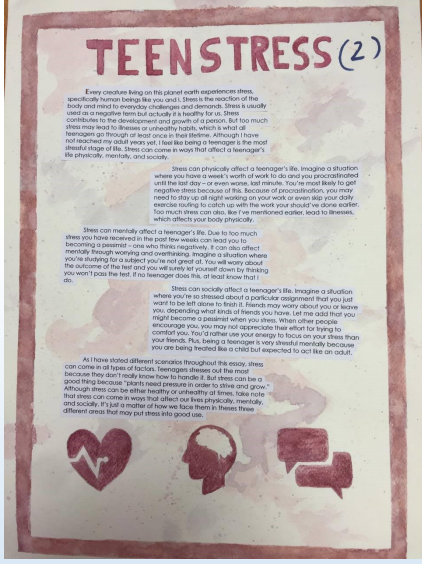 TEEN STRESS (2)
Every creature living on this planet earth experiences stress,
specifically human beings like you and I. Stress is the reaction of the
body and mind to everyday challenges and demands. Stress is usually
used as a negative term but actually it is healthy for us. Stress
contributes to the development and growth of a person. But too much
stress may lead to illnesses or unhealthy habits, which is what all
teenagers go through at least once in their lifetime. Although I have
not reached my adult years yet, I feel like being a teenager is the most
stressful stage of life. Stress can come in ways that affect a teenager's
life physically, mentally, and socially.
Stress can physically affect a teenager's life. Imagine a situation
where you have a week's worth of work to do and you procrastinated
until the last day – or even worse, last minute. You're most likely to get
negative stress because of this. Because of procrastination, you may
need to stay up all night working on your work or even skip your daily
exercise routing to catch up with the work your should've done earlier.
Too much stress can also, like I've mentioned earlier, lead to illnesses,
which affects your body physically.
Stress can mentally affect a teenager's life. Due to too much
stress you have received in the past few weeks can lead you to
becoming a pessimist – one who thinks negatively. It can also affect
mentally through worrying and overthinking. Imagine a situation where
you're studying for a subject you're not great at. You will worry about
the outcome of the test and you will surely let yourself down by thinking
you won't pass the test. If no teenager does this, at least know that I
do.
Stress can socially affect a teenager's life. Imagine a situation
where you're so stressed about a particular assignment that you just
want to be left alone to finish it. Friends may worry about you or leave
you, depending what kinds of friends you have. Let me add that you
might become a pessimist when you stress. When other people
encourage you, you may not appreciate their effort for trying to
comfort you. You'd rather use your energy to focus on your stress than
your friends. Plus, being a teenager is very stressful mentally because
you are being treated like a child but expected to act like an adult.
As I have stated different scenarios throughout this essay, stress
can come in all types of factors. Teenagers stresses out the most
because they don't really know how to handle it. But stress can be a
good thing because "plants need pressure in order to strive and grow."
Although stress can be either healthy or unhealthy at times, take note
that stress can come in ways that affect our lives physically, mentally,
and socially. It's just a matter of how we face them in theses three
different areas that may put stress into good use.